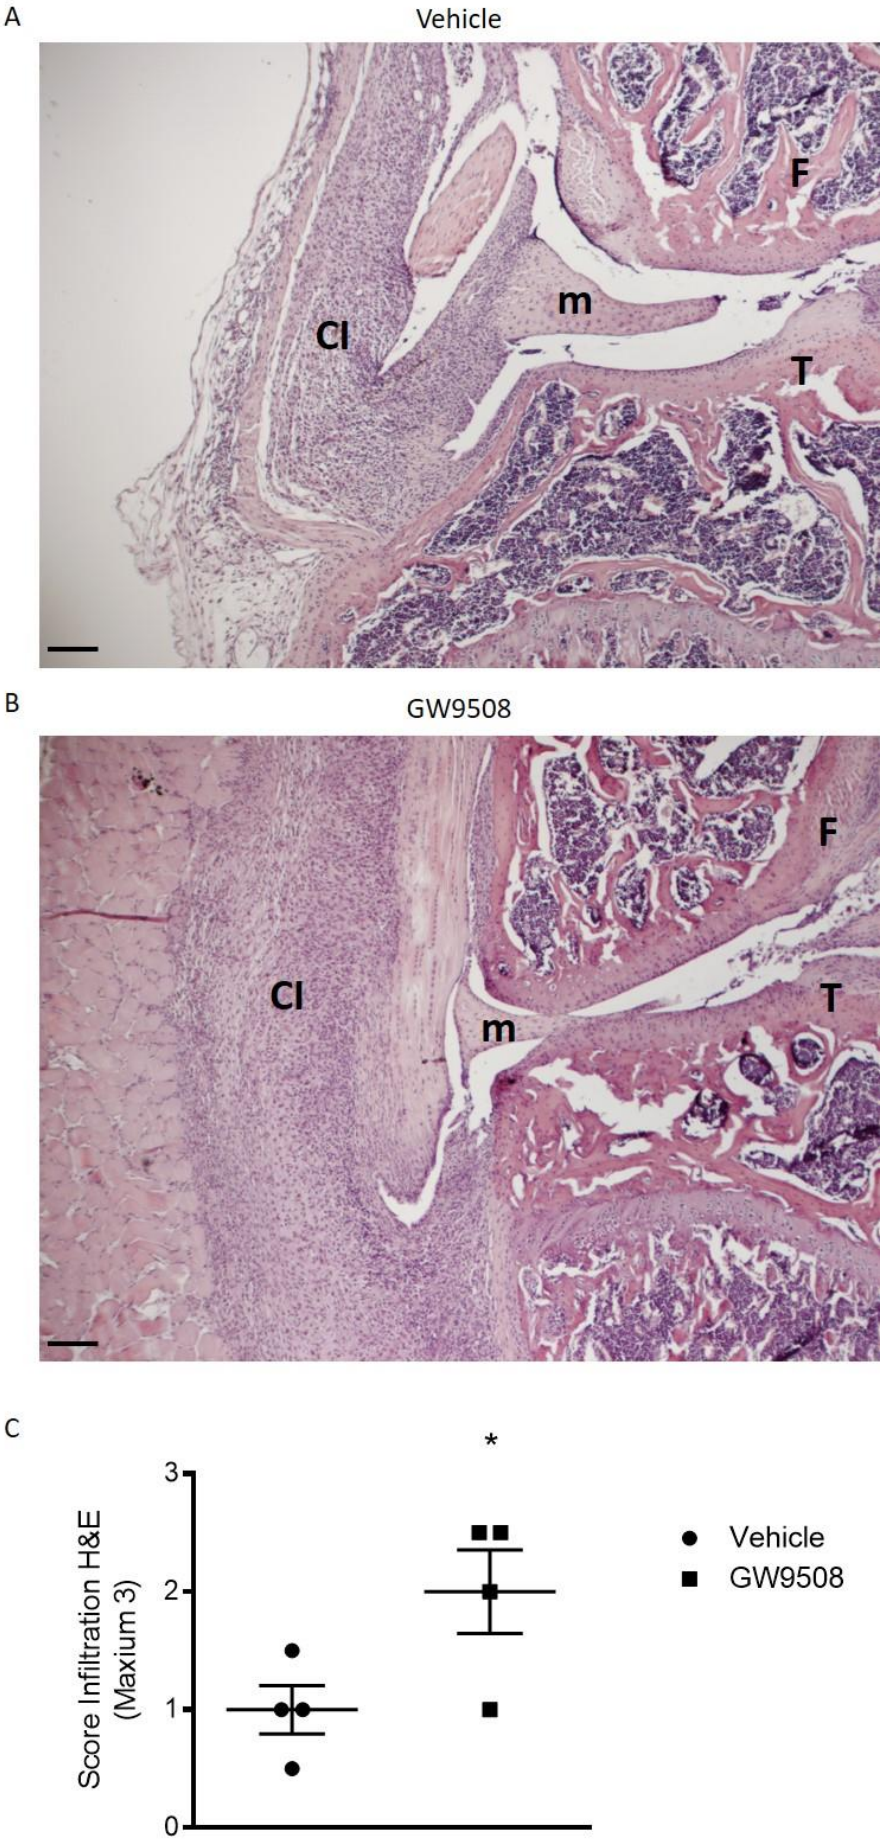 A
Vehicle
F
m
CI
T
B
GW9508
F
CI
T
m
C
*
3
2
1
0
Score Infiltration H&E
(Maxium 3)
Vehicle
GW9508